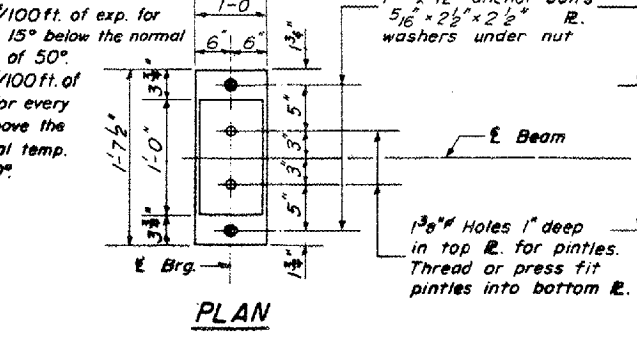 /100 ft. of exp. for
15° below the normal
of 50°.
/100 ft. of
or every
ove the
al temp.
1'-0"
6" 6"
5/16" × 2 1/2" × 2 1/2" ℞.
washers under nut
1 3/4"
3 3/4"
5"
3"
3"
5"
1'-7 1/2"
1'-0"
3 3/4"
1 3/4"
℄ Beam
℄ Brg.
1 3/8"ø Holes 1" deep
in top ℞. for pintles.
Thread or press fit
pintles into bottom ℞.
PLAN